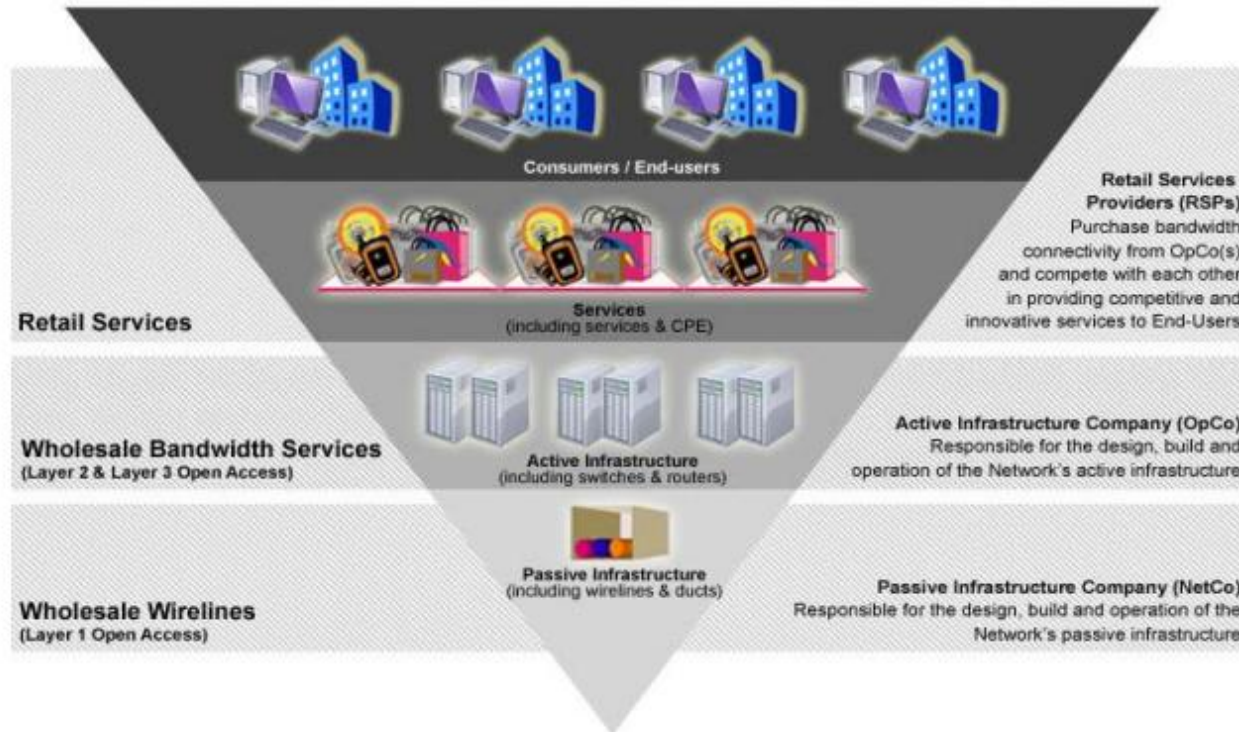 Consumers / End-users
Retail Services
Providers (RSPs)
Purchase bandwidth
connectivity from OpCo(s)
and compete with each other
in providing competitive and
innovative services to End-Users
Services
(including services & CPE)
Retail Services
Active Infrastructure
(including switches & routers)
Wholesale Bandwidth Services
(Layer 2 & Layer 3 Open Access)
Active Infrastructure Company (OpCo)
Responsible for the design, build and
operation of the Network's active infrastructure
Passive Infrastructure
(including wirelines & ducts)
Wholesale Wirelines
(Layer 1 Open Access)
Passive Infrastructure Company (NetCo)
Responsible for the design, build and operation of the
Network's passive infrastructure